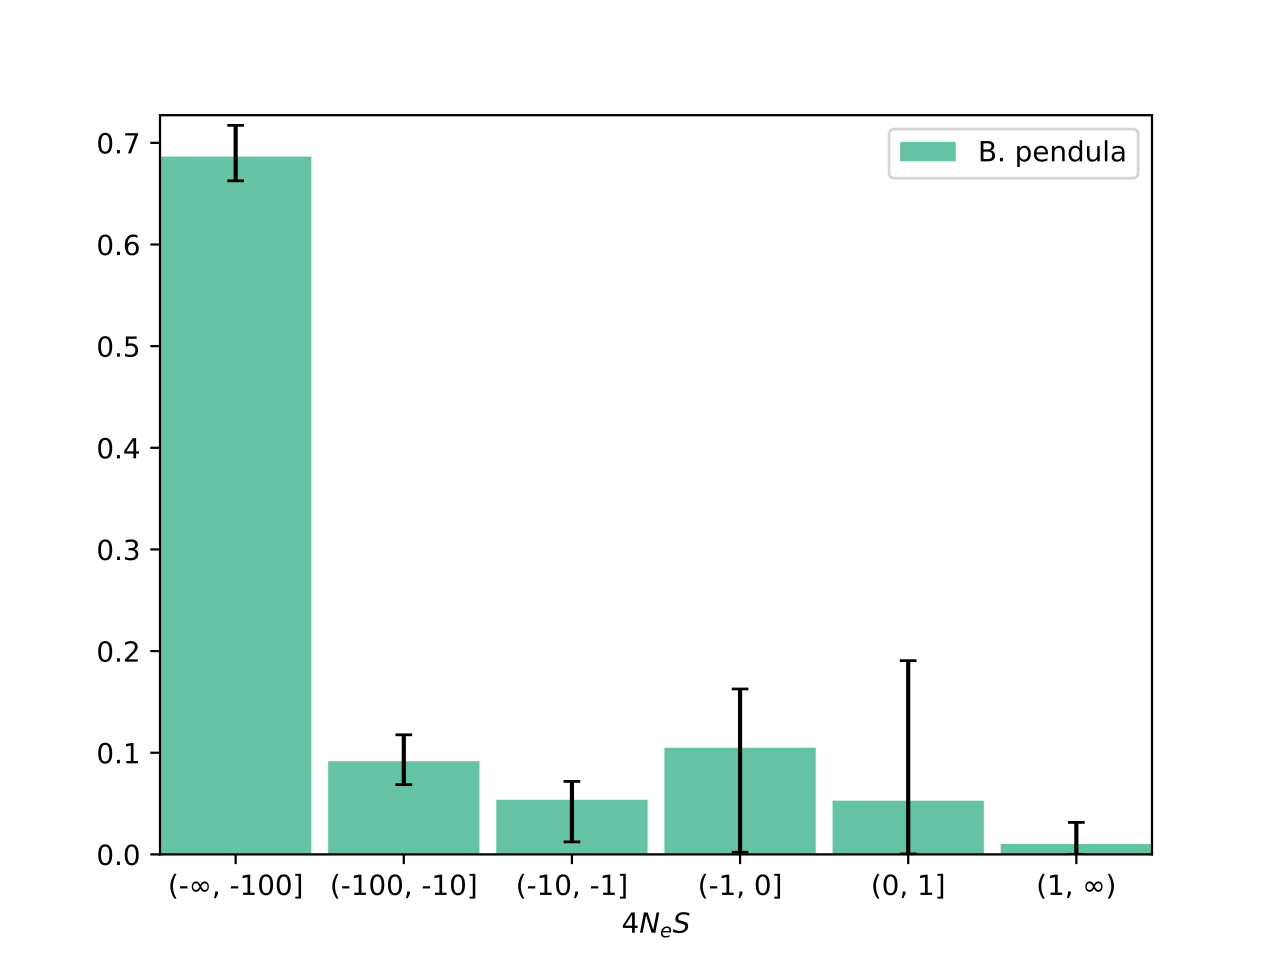 B. pendula
0.7
0.6
0.5
0.4
0.3
0.2
0.1
0.0
(-∞, -100] (-100, -10] (-10, -1] (-1, 0] (0, 1] (1, ∞)
4NₑS